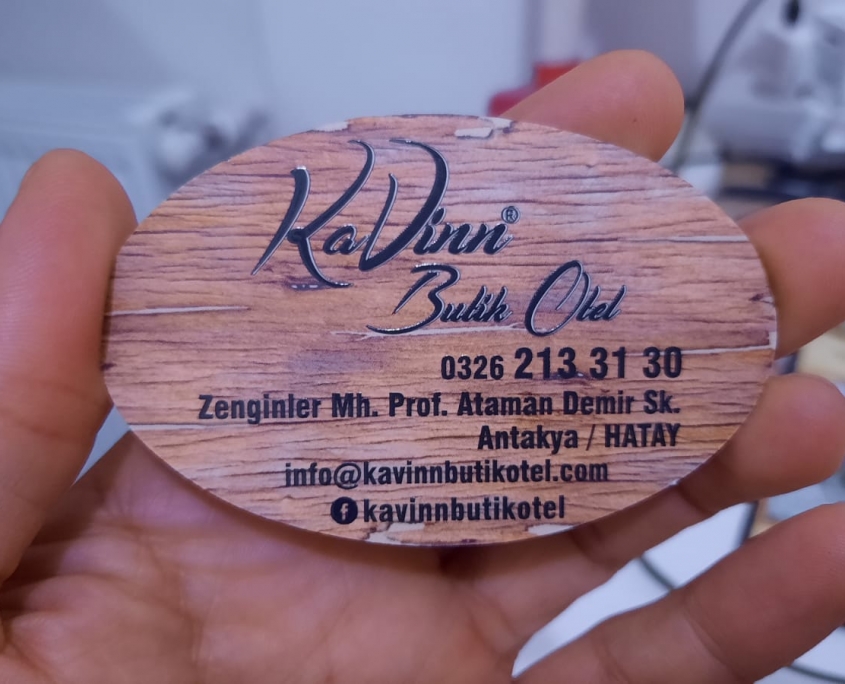 KaVinn®
Butik Otel
0326 213 31 30
Zenginler Mh. Prof. Ataman Demir Sk.
Antakya / HATAY
info@kavinnbutikotel.com
kavinnbutikotel